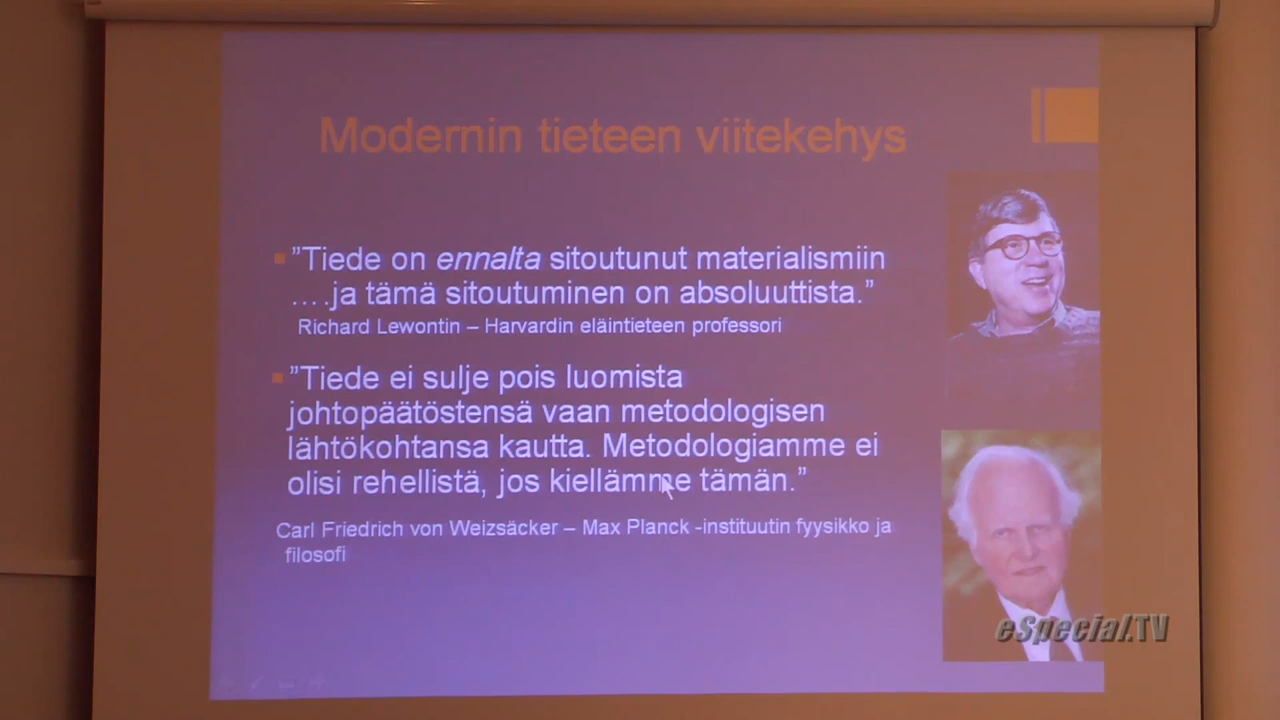 Modernin tieteen viitekehys
”Tiede on ennalta sitoutunut materialismiin
….ja tämä sitoutuminen on absoluuttista.”
Richard Lewontin – Harvardin eläintieteen professori
”Tiede ei sulje pois luomista
johtopäätöstensä vaan metodologisen
lähtökohtansa kautta. Metodologiamme ei
olisi rehellistä, jos kiellämme tämän.”
Carl Friedrich von Weizsäcker – Max Planck -instituutin fyysikko ja
filosofi
eSpecial.TV